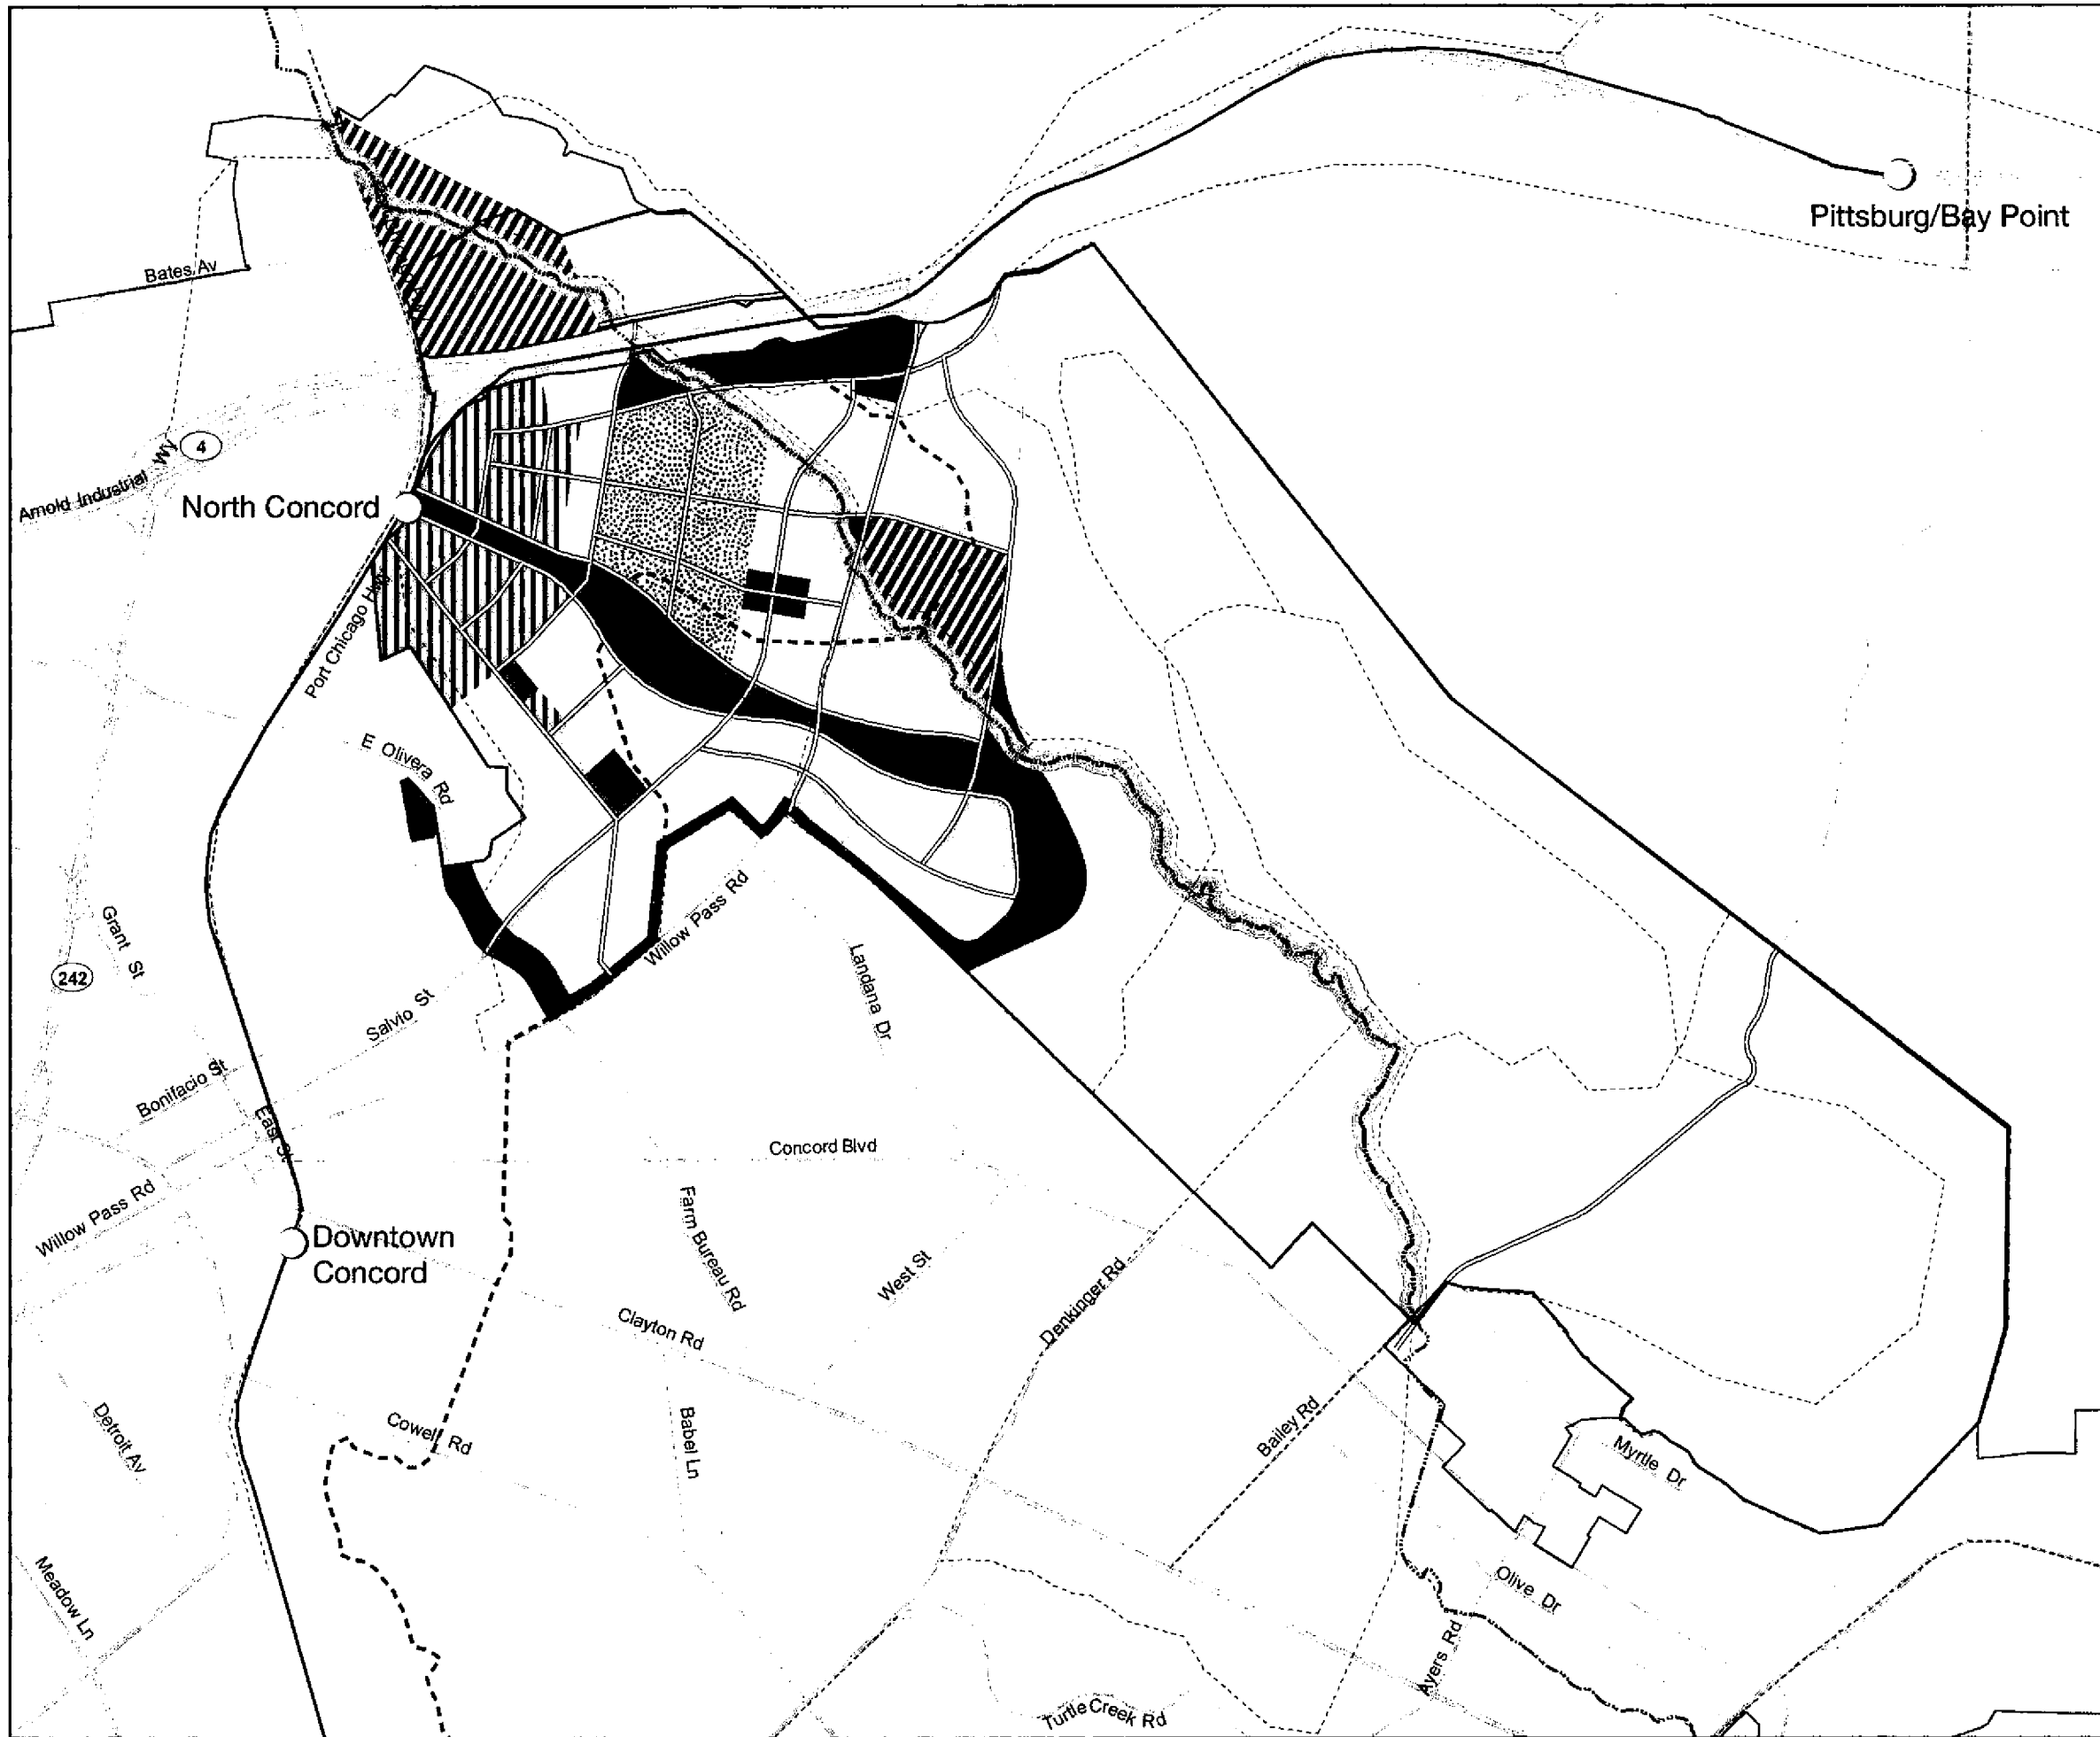 Pittsburg/Bay Point
Bates Av
4
Arnold Industrial Wy
North Concord
Port Chicago Hwy
E Olivera Rd
Willow Pass Rd
Grant St
242
Landana Dr
Salvio St
Bonifacio St
East St
Concord Blvd
Willow Pass Rd
Farm Bureau Rd
Downtown
Concord
West St
Denkinger Rd
Clayton Rd
Detroit Av
Cowell Rd
Babel Ln
Bailey Rd
Myrtle Dr
Meadow Ln
Olive Dr
Ayers Rd
Turtle Creek Rd